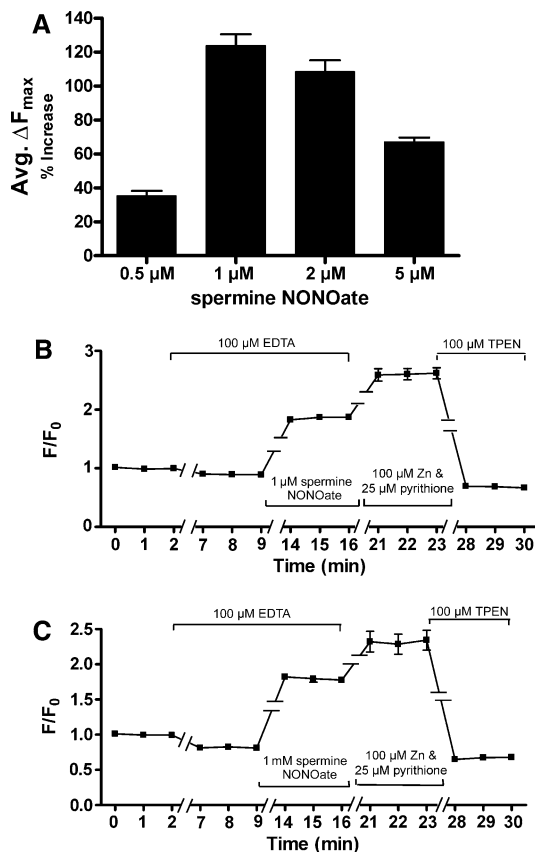 A
Avg. ΔFmax
% Increase
140
120
100
80
60
40
20
0
0.5 µM 1 µM 2 µM 5 µM
spermine NONOate
B
100 µM EDTA
100 µM TPEN
F/F0
3
2
1
0
1 µM spermine
NONOate
100 µM Zn &
25 µM pyrithione
0 1 2 7 8 9 14 15 16 21 22 23 28 29 30
Time (min)
C
100 µM EDTA
100 µM TPEN
F/F0
2.5
2.0
1.5
1.0
0.5
0.0
1 mM spermine
NONOate
100 µM Zn &
25 µM pyrithione
0 1 2 7 8 9 14 15 16 21 22 23 28 29 30
Time (min)